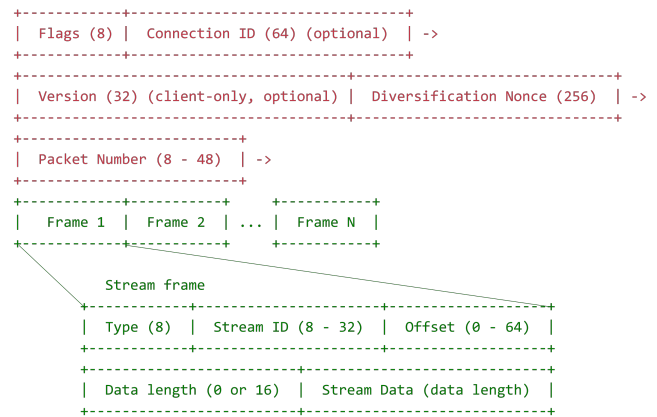 +-----------+-----------------------------+
|  Flags (8) |  Connection ID (64) (optional)  | ->
+-----------+-----------------------------+
+-----------------------------------+---------------------------+
|  Version (32) (client-only, optional) |  Diversification Nonce (256)  | ->
+-----------------------------------+---------------------------+
+-----------------------+
|  Packet Number (8 - 48)  | ->
+-----------------------+
+-----------+----------+     +----------+
|   Frame 1  |  Frame 2  | ... |  Frame N  |
+-----------+----------+     +----------+
Stream frame
+-----------+--------------------+-----------------+
|  Type (8)  |  Stream ID (8 - 32)  |  Offset (0 - 64)  |
+-----------+--------------------+-----------------+
+-----------------------+--------------------------+
|  Data length (0 or 16)  |  Stream Data (data length)  |
+-----------------------+--------------------------+